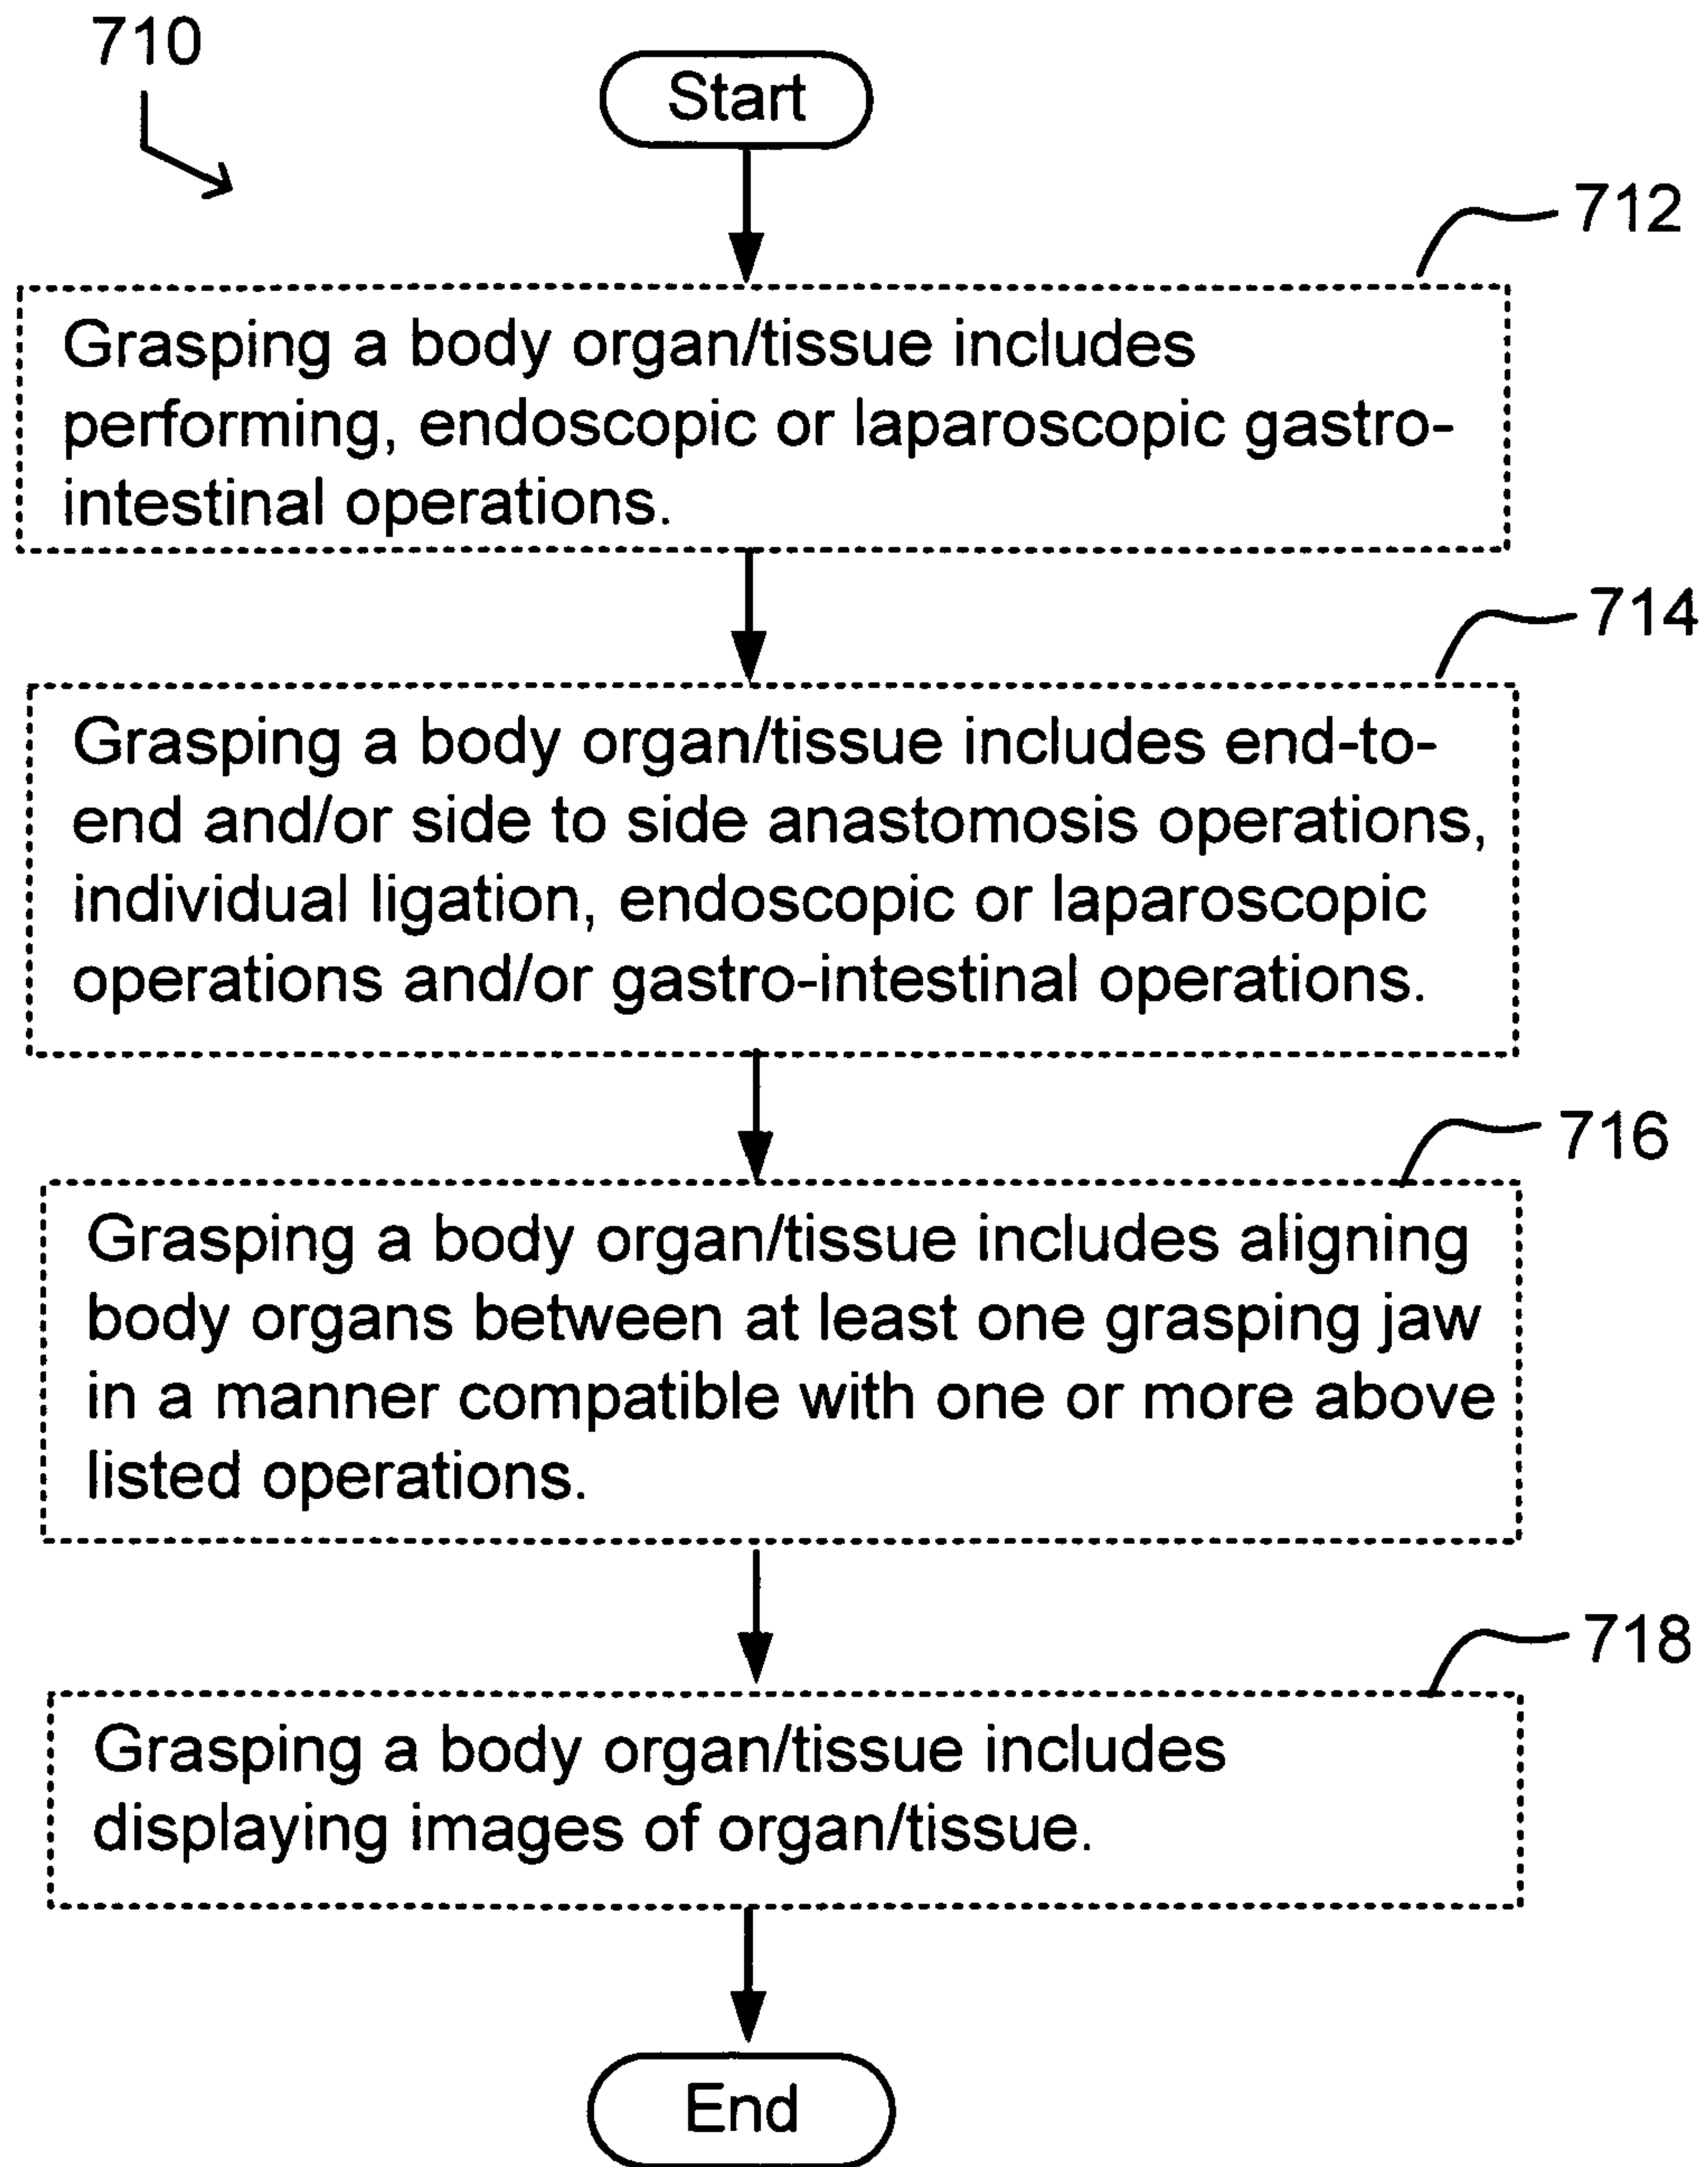 710
Start
712
Grasping a body organ/tissue includes
performing, endoscopic or laparoscopic gastro-
intestinal operations.
714
Grasping a body organ/tissue includes end-to-
end and/or side to side anastomosis operations,
individual ligation, endoscopic or laparoscopic
operations and/or gastro-intestinal operations.
716
Grasping a body organ/tissue includes aligning
body organs between at least one grasping jaw
in a manner compatible with one or more above
listed operations.
718
Grasping a body organ/tissue includes
displaying images of organ/tissue.
End